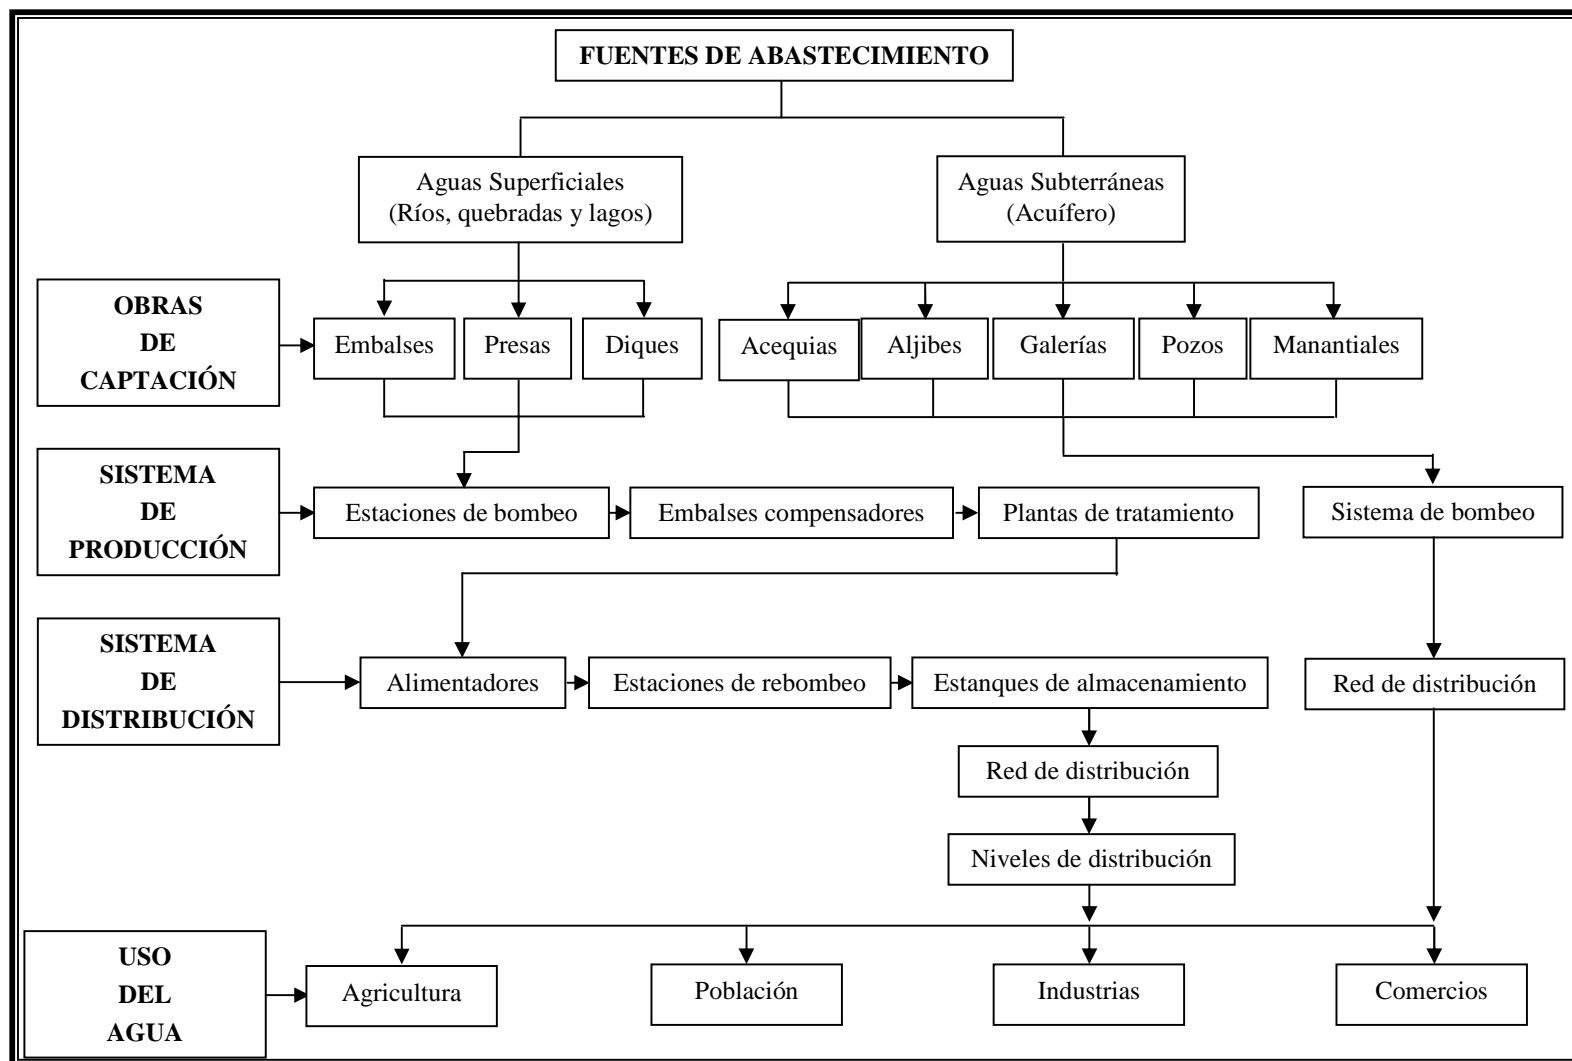 FUENTES DE ABASTECIMIENTO
Aguas Superficiales
(Ríos, quebradas y lagos)
Aguas Subterráneas
(Acuífero)
OBRAS
DE
CAPTACIÓN
Embalses
Presas
Diques
Acequias
Aljibes
Galerías
Pozos
Manantiales
SISTEMA
DE
PRODUCCIÓN
Estaciones de bombeo
Embalses compensadores
Plantas de tratamiento
Sistema de bombeo
SISTEMA
DE
DISTRIBUCIÓN
Alimentadores
Estaciones de rebombeo
Estanques de almacenamiento
Red de distribución
Red de distribución
Niveles de distribución
USO
DEL
AGUA
Agricultura
Población
Industrias
Comercios